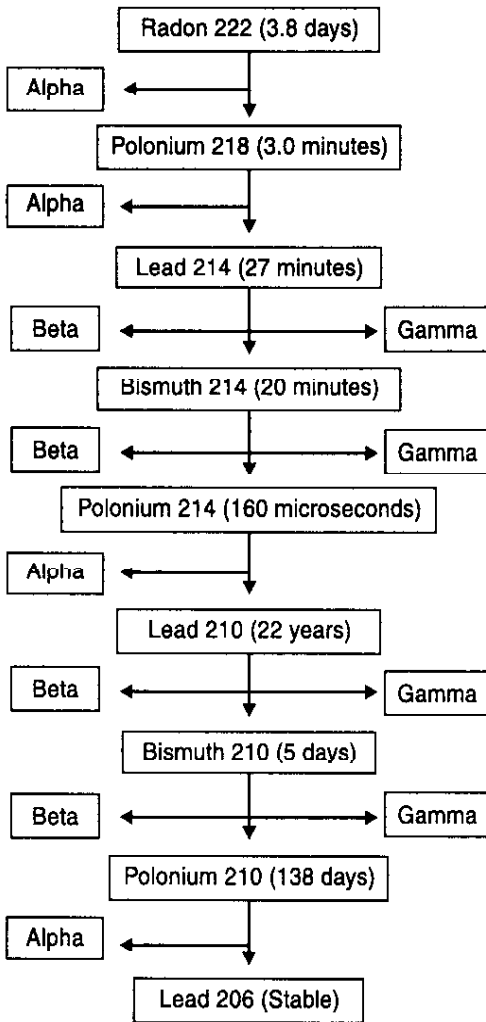 Radon 222 (3.8 days)
Alpha
Polonium 218 (3.0 minutes)
Alpha
Lead 214 (27 minutes)
Beta
Gamma
Bismuth 214 (20 minutes)
Beta
Gamma
Polonium 214 (160 microseconds)
Alpha
Lead 210 (22 years)
Beta
Gamma
Bismuth 210 (5 days)
Beta
Gamma
Polonium 210 (138 days)
Alpha
Lead 206 (Stable)